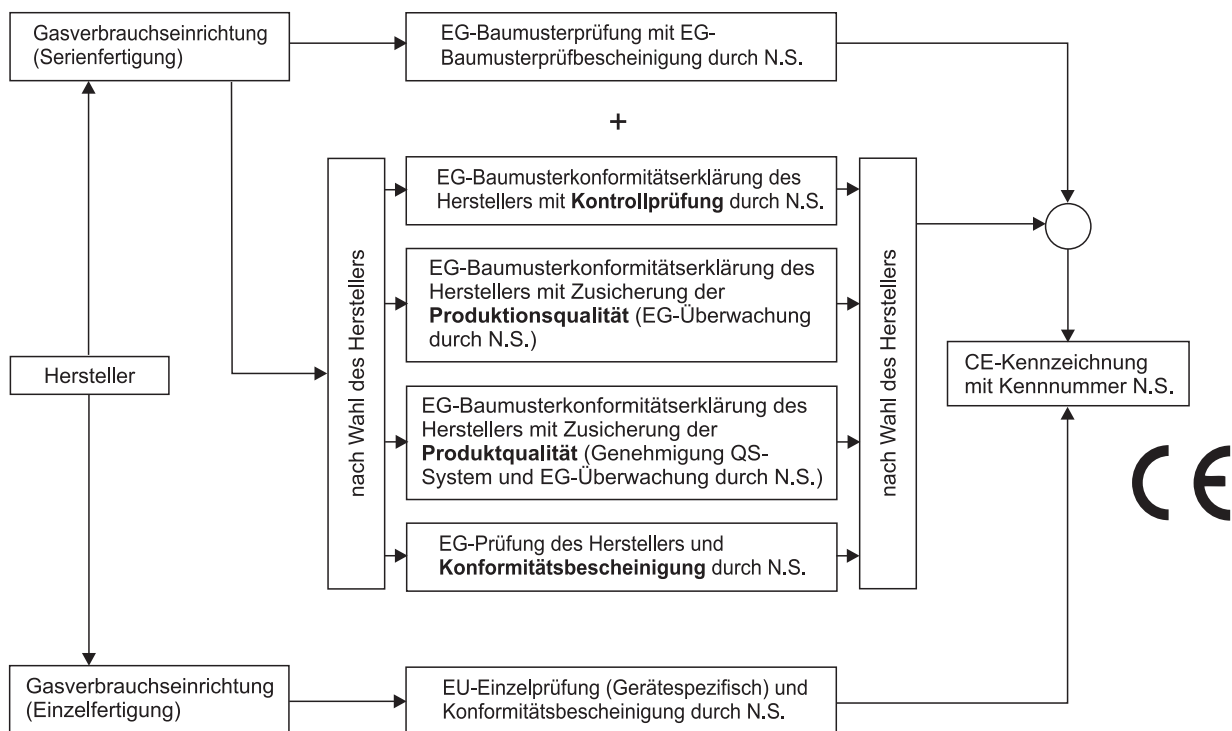 Gasverbrauchseinrichtung
(Serienfertigung)
EG-Baumusterprüfung mit EG-
Baumusterprüfbescheinigung durch N.S.
+
nach Wahl des Herstellers
EG-Baumusterkonformitätserklärung des
Herstellers mit Kontrollprüfung durch N.S.
EG-Baumusterkonformitätserklärung des
Herstellers mit Zusicherung der
Produktionsqualität (EG-Überwachung
durch N.S.)
EG-Baumusterkonformitätserklärung des
Herstellers mit Zusicherung der
Produktqualität (Genehmigung QS-
System und EG-Überwachung durch N.S.)
EG-Prüfung des Herstellers und
Konformitätsbescheinigung durch N.S.
nach Wahl des Herstellers
Hersteller
CE-Kennzeichnung
mit Kennnummer N.S.
CE
Gasverbrauchseinrichtung
(Einzelfertigung)
EU-Einzelprüfung (Gerätespezifisch) und
Konformitätsbescheinigung durch N.S.